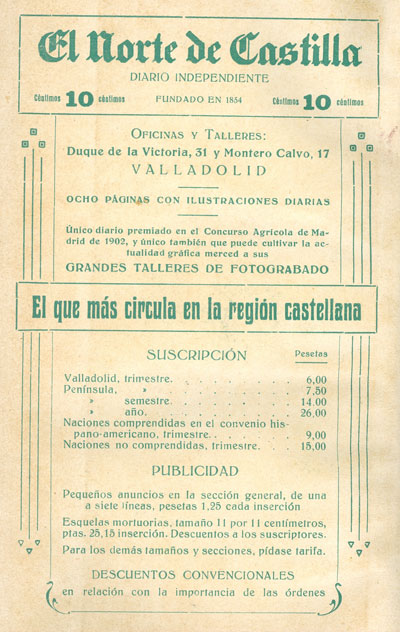 El Norte de Castilla
DIARIO INDEPENDIENTE
Céntimos 10 céntimos FUNDADO EN 1854 Céntimos 10 céntimos
OFICINAS Y TALLERES:
Duque de la Victoria, 31 y Montero Calvo, 17
VALLADOLID
OCHO PÁGINAS CON ILUSTRACIONES DIARIAS
Único diario premiado en el Concurso Agrícola de Ma-
drid de 1902, y único también que puede cultivar la ac-
tualidad gráfica merced a sus
GRANDES TALLERES DE FOTOGRABADO
El que más circula en la región castellana
SUSCRIPCIÓN Pesetas
Valladolid, trimestre. . . . . . . . . . 6,00
Península, » . . . . . . . . . . 7,50
» semestre. . . . . . . . . . 14,00
» año. . . . . . . . . . 26,00
Naciones comprendidas en el convenio his-
pano-americano, trimestre. . . . . . . 9,00
Naciones no comprendidas, trimestre. . . . 15,00
PUBLICIDAD
Pequeños anuncios en la sección general, de una
a siete líneas, pesetas 1,25 cada inserción
Esquelas mortuorias, tamaño 11 por 11 centímetros,
ptas. 25,15 inserción. Descuentos a los suscriptores.
Para los demás tamaños y secciones, pídase tarifa.
DESCUENTOS CONVENCIONALES
en relación con la importancia de las órdenes